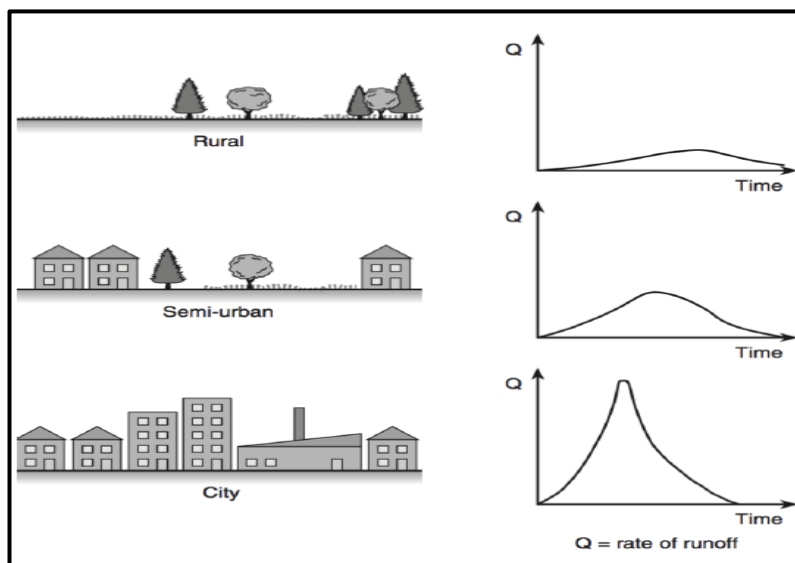 Q
Time
Rural
Q
Time
Semi-urban
Q
Time
City
Q = rate of runoff